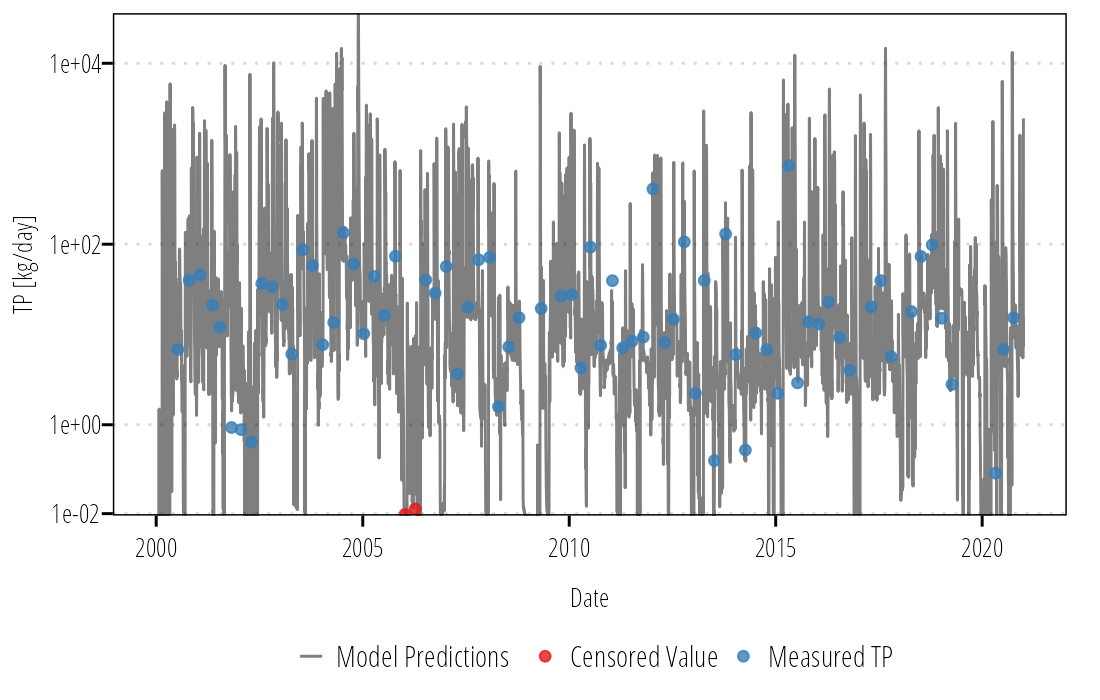 TP [kg/day]
1e+04
1e+02
1e+00
1e-02
2000 2005 2010 2015 2020
Date
Model Predictions Censored Value Measured TP